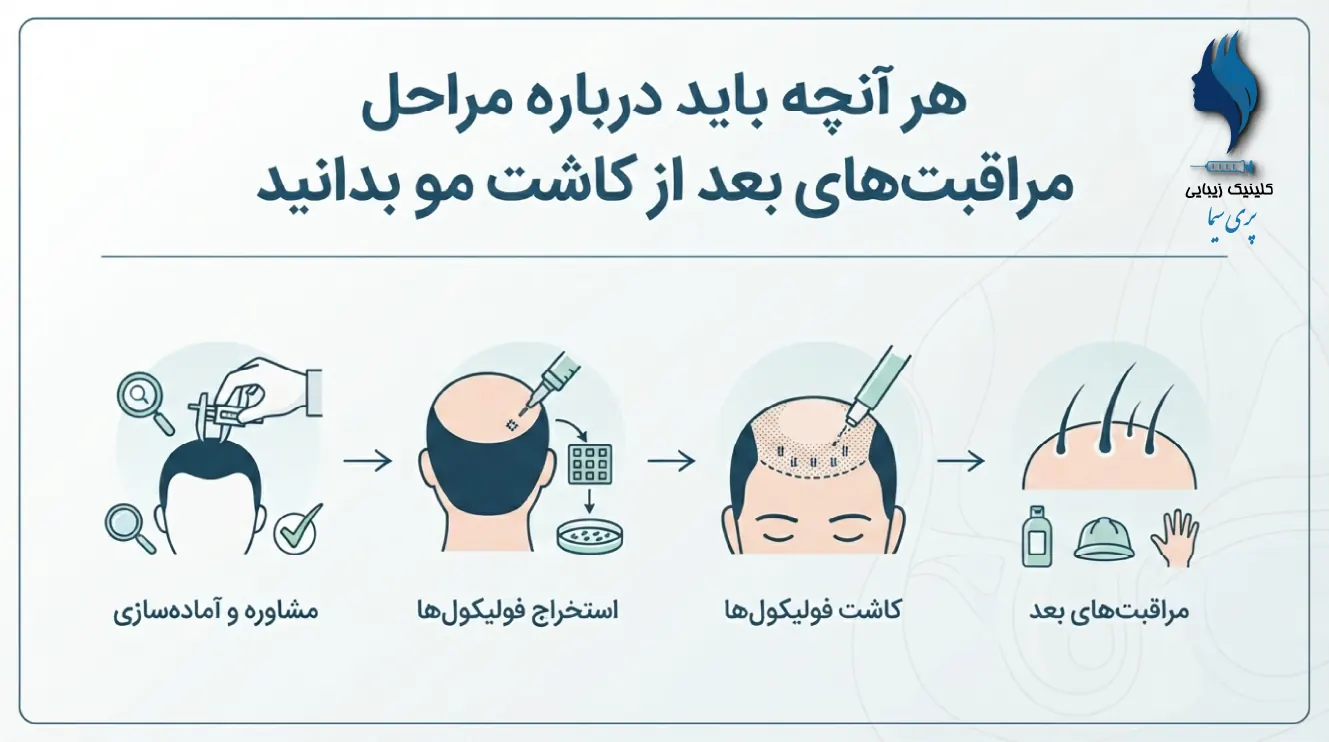 هر آنچه باید درباره مراحل
مراقبت‌های بعد از کاشت مو بدانید
کلینیک زیبایی
پری سیما
مشاوره و آماده‌سازی
استخراج فولیکول‌ها
کاشت فولیکول‌ها
مراقبت‌های بعد